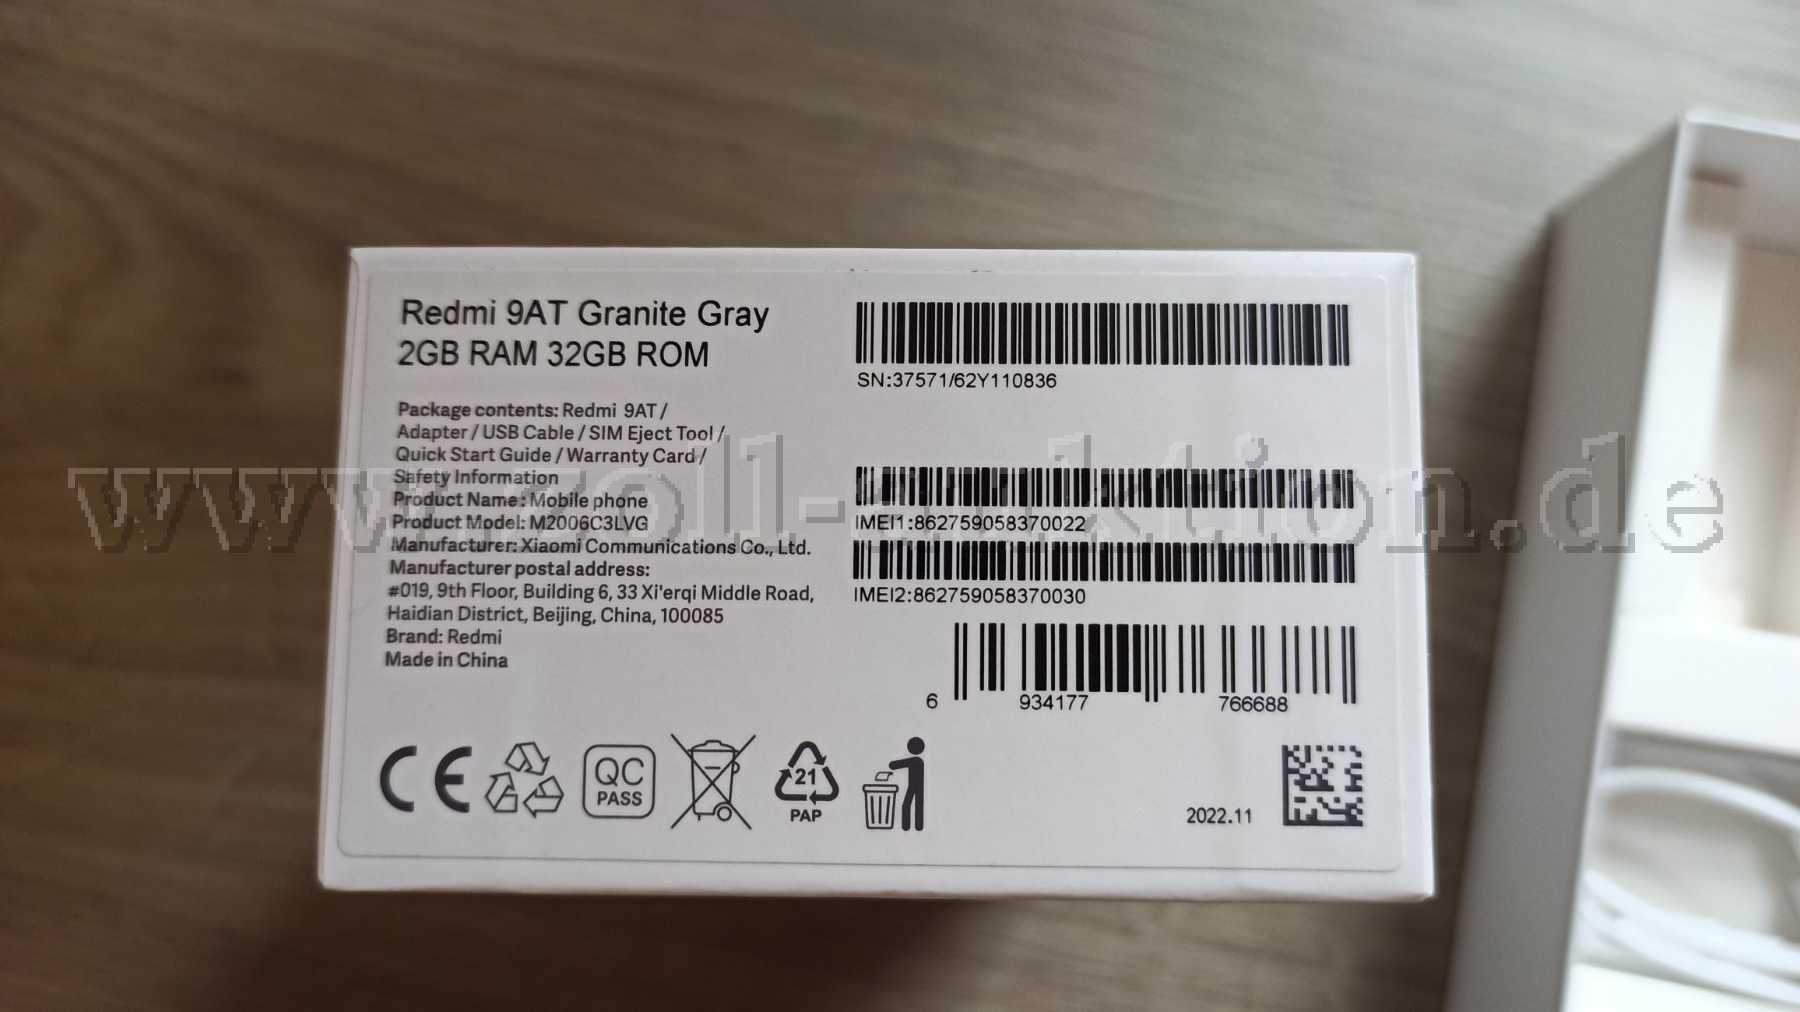 Redmi 9AT Granite Gray
2GB RAM 32GB ROM
Package contents: Redmi 9AT /
Adapter / USB Cable / SIM Eject Tool /
Quick Start Guide / Warranty Card /
Safety Information
Product Name: Mobile phone
Product Model: M2006C3LVG
Manufacturer: Xiaomi Communications Co., Ltd.
Manufacturer postal address:
#019, 9th Floor, Building 6, 33 Xi'erqi Middle Road,
Haidian District, Beijing, China, 100085
Brand: Redmi
Made in China
SN:37571/62Y110836
IMEI1:862759058370022
IMEI2:862759058370030
6 934177 766688
CE
QC
PASS
21
PAP
2022.11
www.zoll-auktion.de